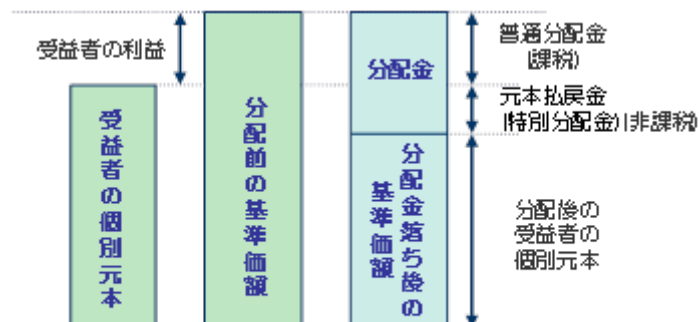 受益者の利益
受益者の個別元本
分配前の基準価額
分配金
分配金落ち後の
基準価額
普通分配金
(課税)
元本払戻金
(特別分配金)(非課税)
分配後の
受益者の
個別元本